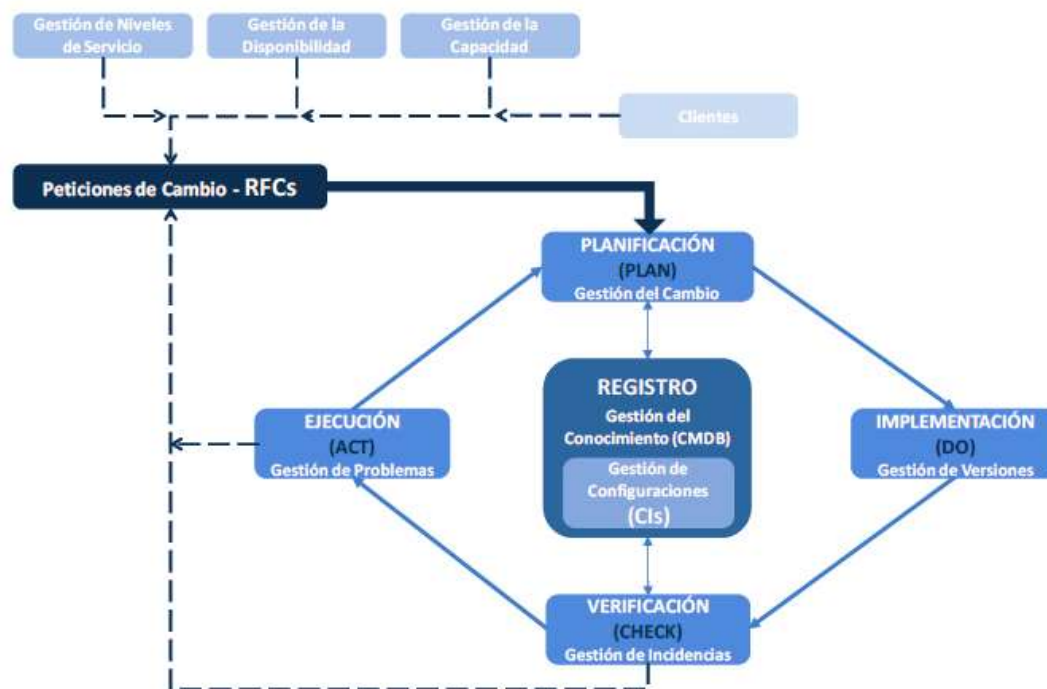 Gestión de Niveles
de Servicio
Gestión de la
Disponibilidad
Gestión de la
Capacidad
Clientes
Peticiones de Cambio - RFCs
PLANIFICACIÓN
(PLAN)
Gestión del Cambio
REGISTRO
Gestión del
Conocimiento (CMDB)
Gestión de
Configuraciones
(CIs)
EJECUCIÓN
(ACT)
Gestión de Problemas
IMPLEMENTACIÓN
(DO)
Gestión de Versiones
VERIFICACIÓN
(CHECK)
Gestión de Incidencias